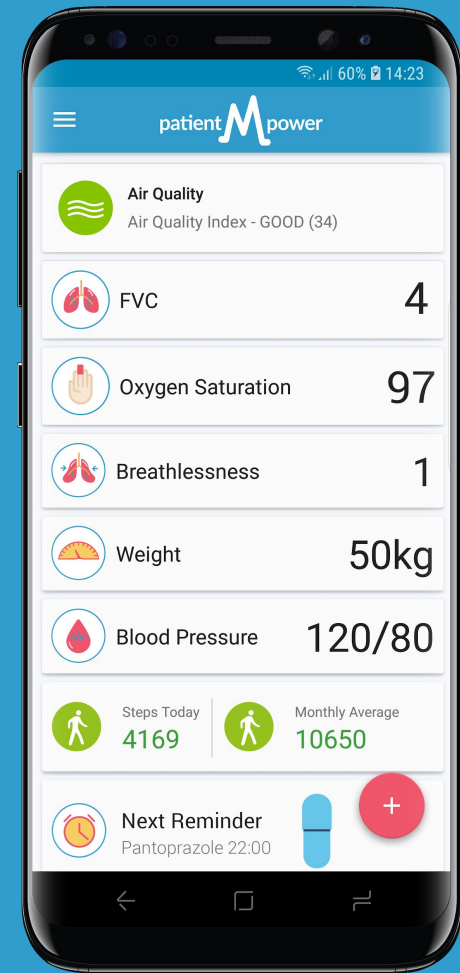 60% 14:23
patient M power
Air Quality
Air Quality Index - GOOD (34)
FVC 4
Oxygen Saturation 97
Breathlessness 1
Weight 50kg
Blood Pressure 120/80
Steps Today Monthly Average
4169 10650
Next Reminder
Pantoprazole 22:00
+